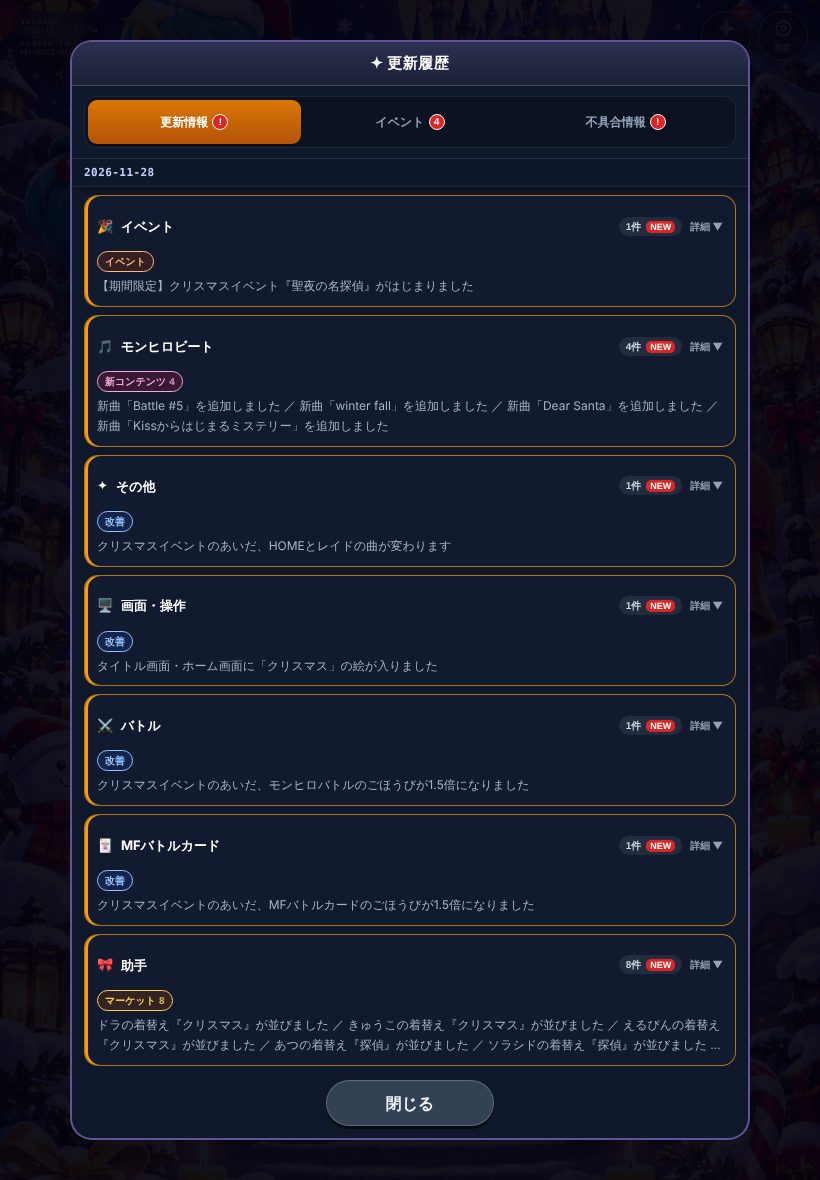 VERSION
PLAYER ID
設定
✦ 更新履歴
更新情報 !
イベント 4
不具合情報 !
2026-11-28
🎉 イベント 1件 NEW 詳細 ▼
イベント
【期間限定】クリスマスイベント『聖夜の名探偵』がはじまりました
🎵 モンヒロビート 4件 NEW 詳細 ▼
新コンテンツ 4
新曲「Battle #5」を追加しました ／ 新曲「winter fall」を追加しました ／ 新曲「Dear Santa」を追加しました ／
新曲「Kissからはじまるミステリー」を追加しました
✦ その他 1件 NEW 詳細 ▼
改善
クリスマスイベントのあいだ、HOMEとレイドの曲が変わります
🖥️ 画面・操作 1件 NEW 詳細 ▼
改善
タイトル画面・ホーム画面に「クリスマス」の絵が入りました
⚔️ バトル 1件 NEW 詳細 ▼
改善
クリスマスイベントのあいだ、モンヒロバトルのごほうびが1.5倍になりました
🃏 MFバトルカード 1件 NEW 詳細 ▼
改善
クリスマスイベントのあいだ、MFバトルカードのごほうびが1.5倍になりました
🎀 助手 8件 NEW 詳細 ▼
マーケット 8
ドラの着替え『クリスマス』が並びました ／ きゅうこの着替え『クリスマス』が並びました ／ えるぴんの着替え
『クリスマス』が並びました ／ あつの着替え『探偵』が並びました ／ ソラシドの着替え『探偵』が並びました ...
閉じる